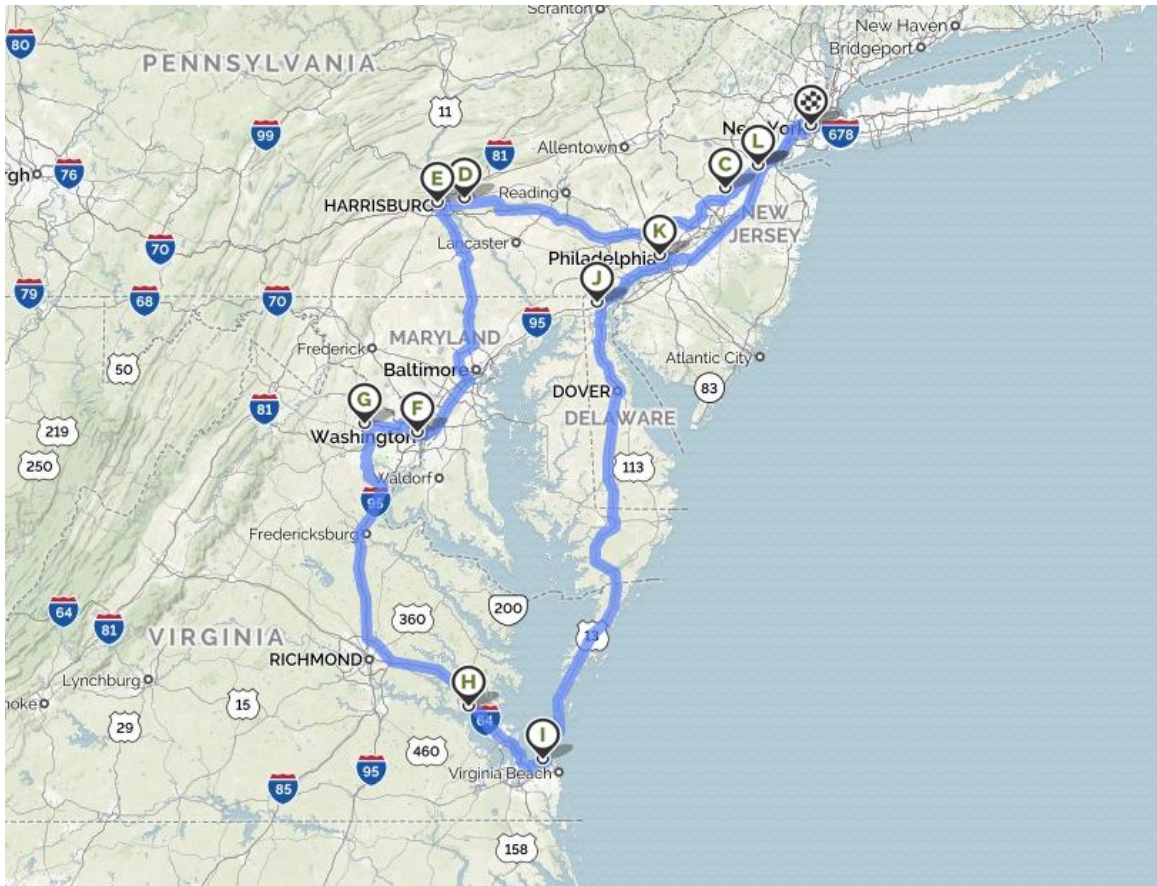 Scranton
New Haven
80
Bridgeport
PENNSYLVANIA
11
99
New York
678
Allentown
81
L
gh
76
C
E
D
Reading
HARRISBURG
NEW
JERSEY
K
70
Lancaster
Philadelphia
J
79
68
70
95
MARYLAND
Frederick
Atlantic City
50
Baltimore
83
DOVER
G
F
81
DELAWARE
219
Washington
250
113
Waldorf
95
Fredericksburg
64
81
200
360
VIRGINIA
13
RICHMOND
Lynchburg
H
noke
15
64
29
I
460
95
Virginia Beach
85
158